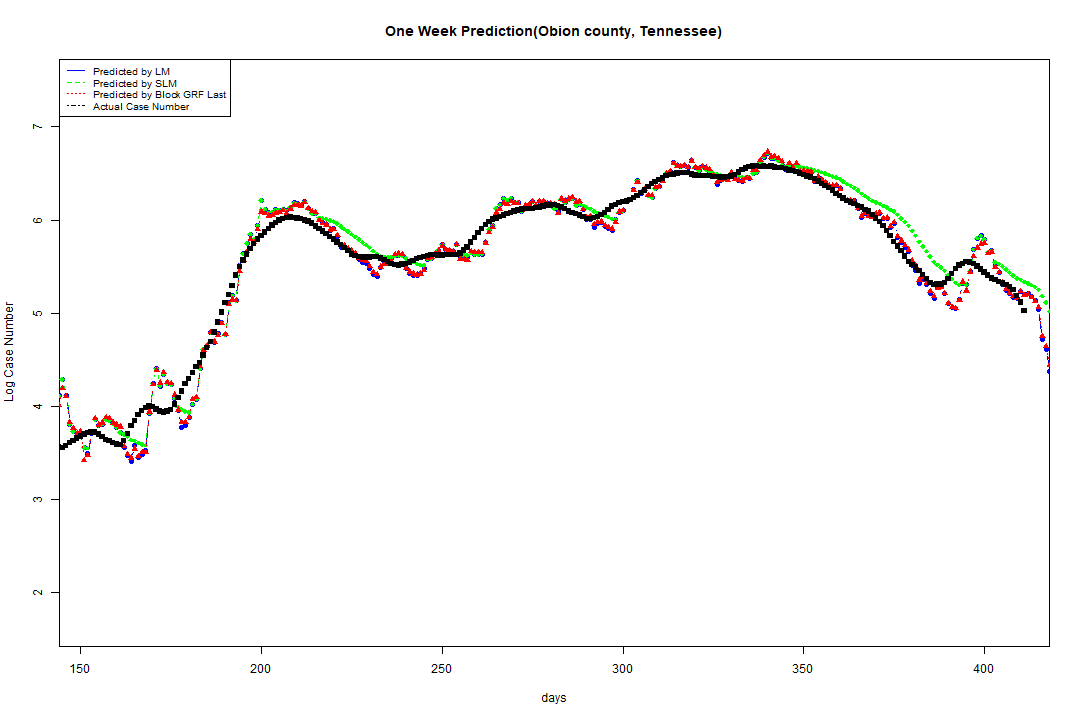 One Week Prediction(Obion county, Tennessee)
Predicted by LM
Predicted by SLM
Predicted by Block GRF Last
Actual Case Number
Log Case Number
7
6
5
4
3
2
150 200 250 300 350 400
days